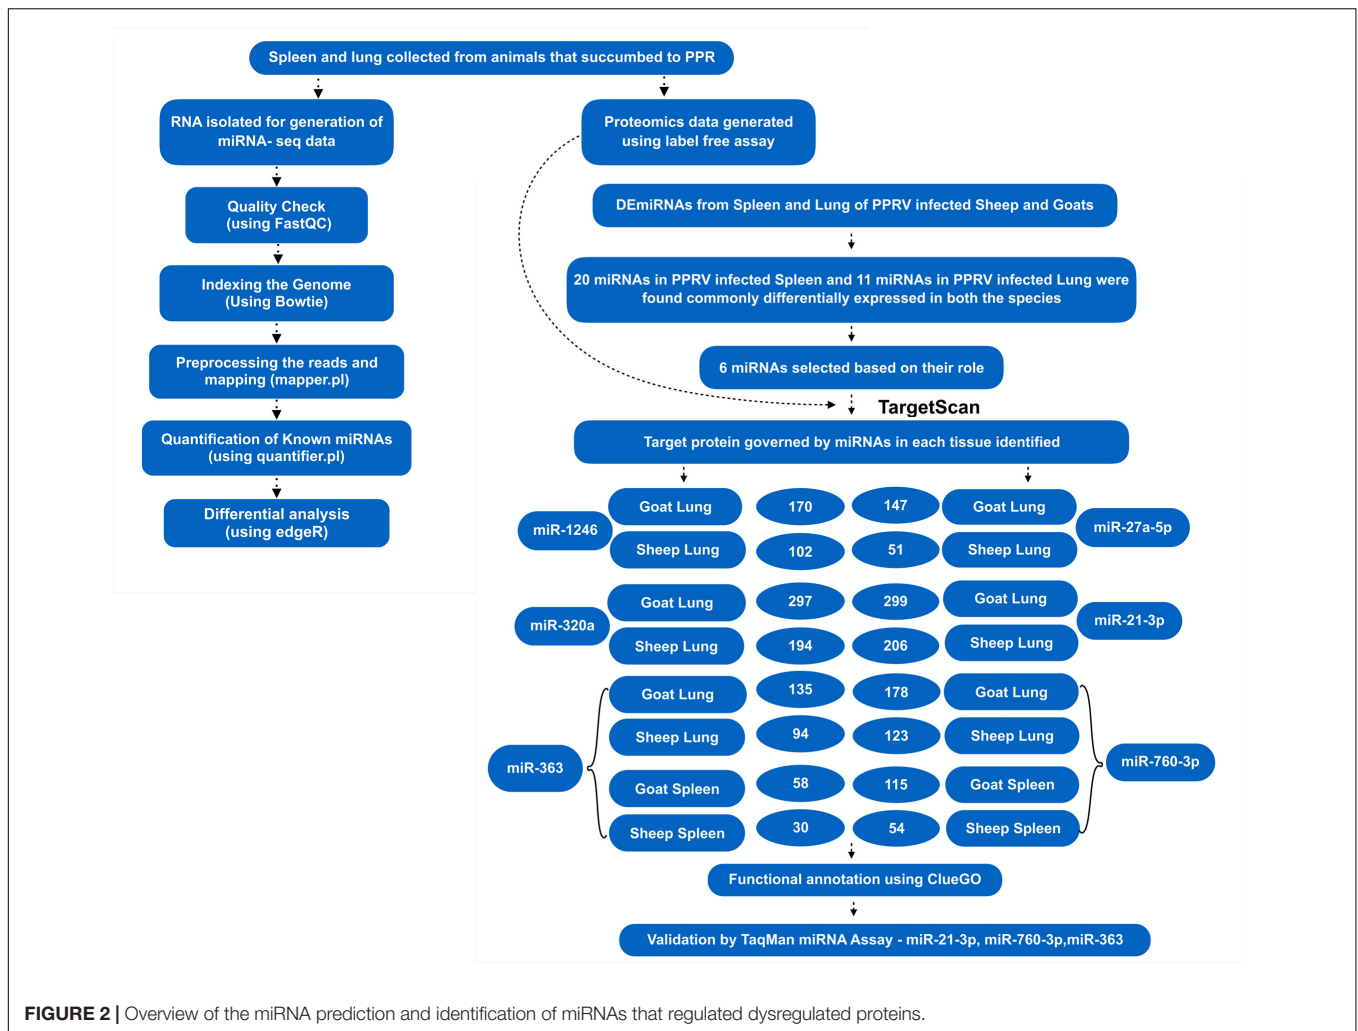 Spleen and lung collected from animals that succumbed to PPR
RNA isolated for generation of
miRNA- seq data
Quality Check
(using FastQC)
Indexing the Genome
(Using Bowtie)
Preprocessing the reads and
mapping (mapper.pl)
Quantification of Known miRNAs
(using quantifier.pl)
Differential analysis
(using edgeR)
Proteomics data generated
using label free assay
DEmiRNAs from Spleen and Lung of PPRV infected Sheep and Goats
20 miRNAs in PPRV infected Spleen and 11 miRNAs in PPRV infected Lung were
found commonly differentially expressed in both the species
6 miRNAs selected based on their role
TargetScan
Target protein governed by miRNAs in each tissue identified
miR-1246
Goat Lung 170 147 Goat Lung
Sheep Lung 102 51 Sheep Lung
miR-27a-5p
miR-320a
Goat Lung 297 299 Goat Lung
Sheep Lung 194 206 Sheep Lung
miR-21-3p
miR-363
Goat Lung 135 178 Goat Lung
Sheep Lung 94 123 Sheep Lung
Goat Spleen 58 115 Goat Spleen
Sheep Spleen 30 54 Sheep Spleen
miR-760-3p
Functional annotation using ClueGO
Validation by TaqMan miRNA Assay - miR-21-3p, miR-760-3p,miR-363
FIGURE 2 | Overview of the miRNA prediction and identification of miRNAs that regulated dysregulated proteins.